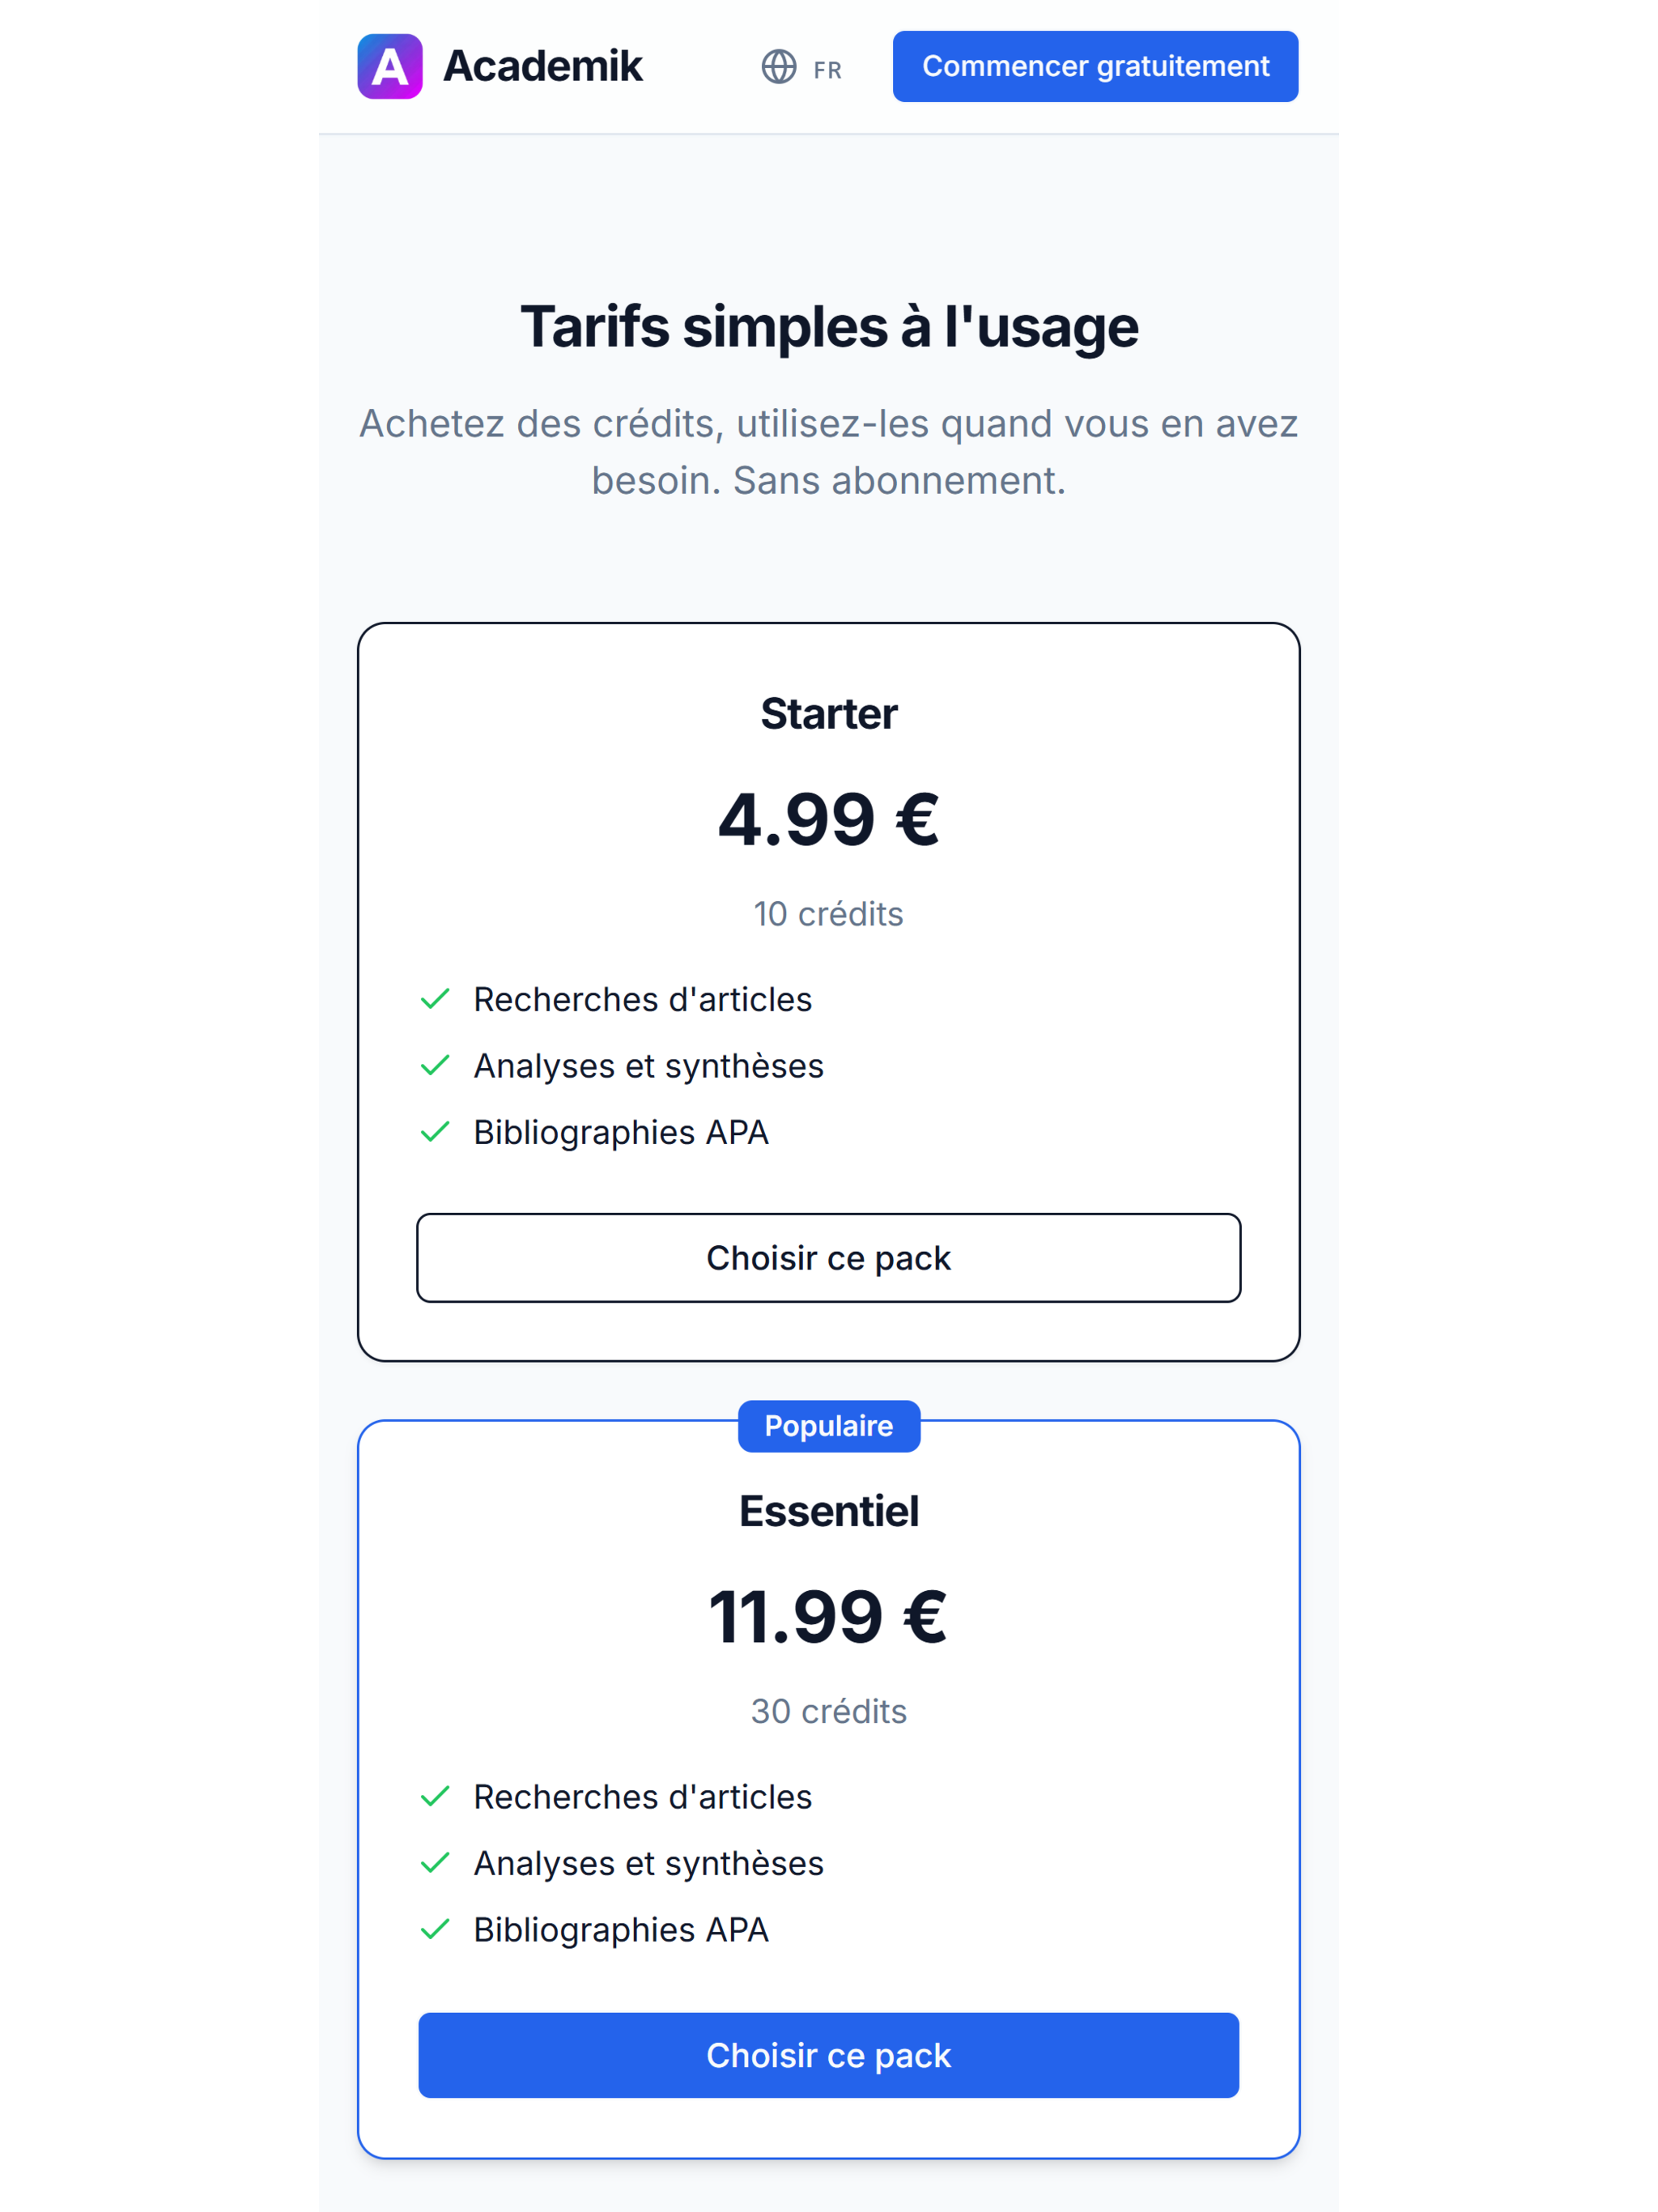 A Academik
FR
Commencer gratuitement
Tarifs simples à l'usage
Achetez des crédits, utilisez-les quand vous en avez
besoin. Sans abonnement.
Starter
4.99 €
10 crédits
Recherches d'articles
Analyses et synthèses
Bibliographies APA
Choisir ce pack
Populaire
Essentiel
11.99 €
30 crédits
Recherches d'articles
Analyses et synthèses
Bibliographies APA
Choisir ce pack